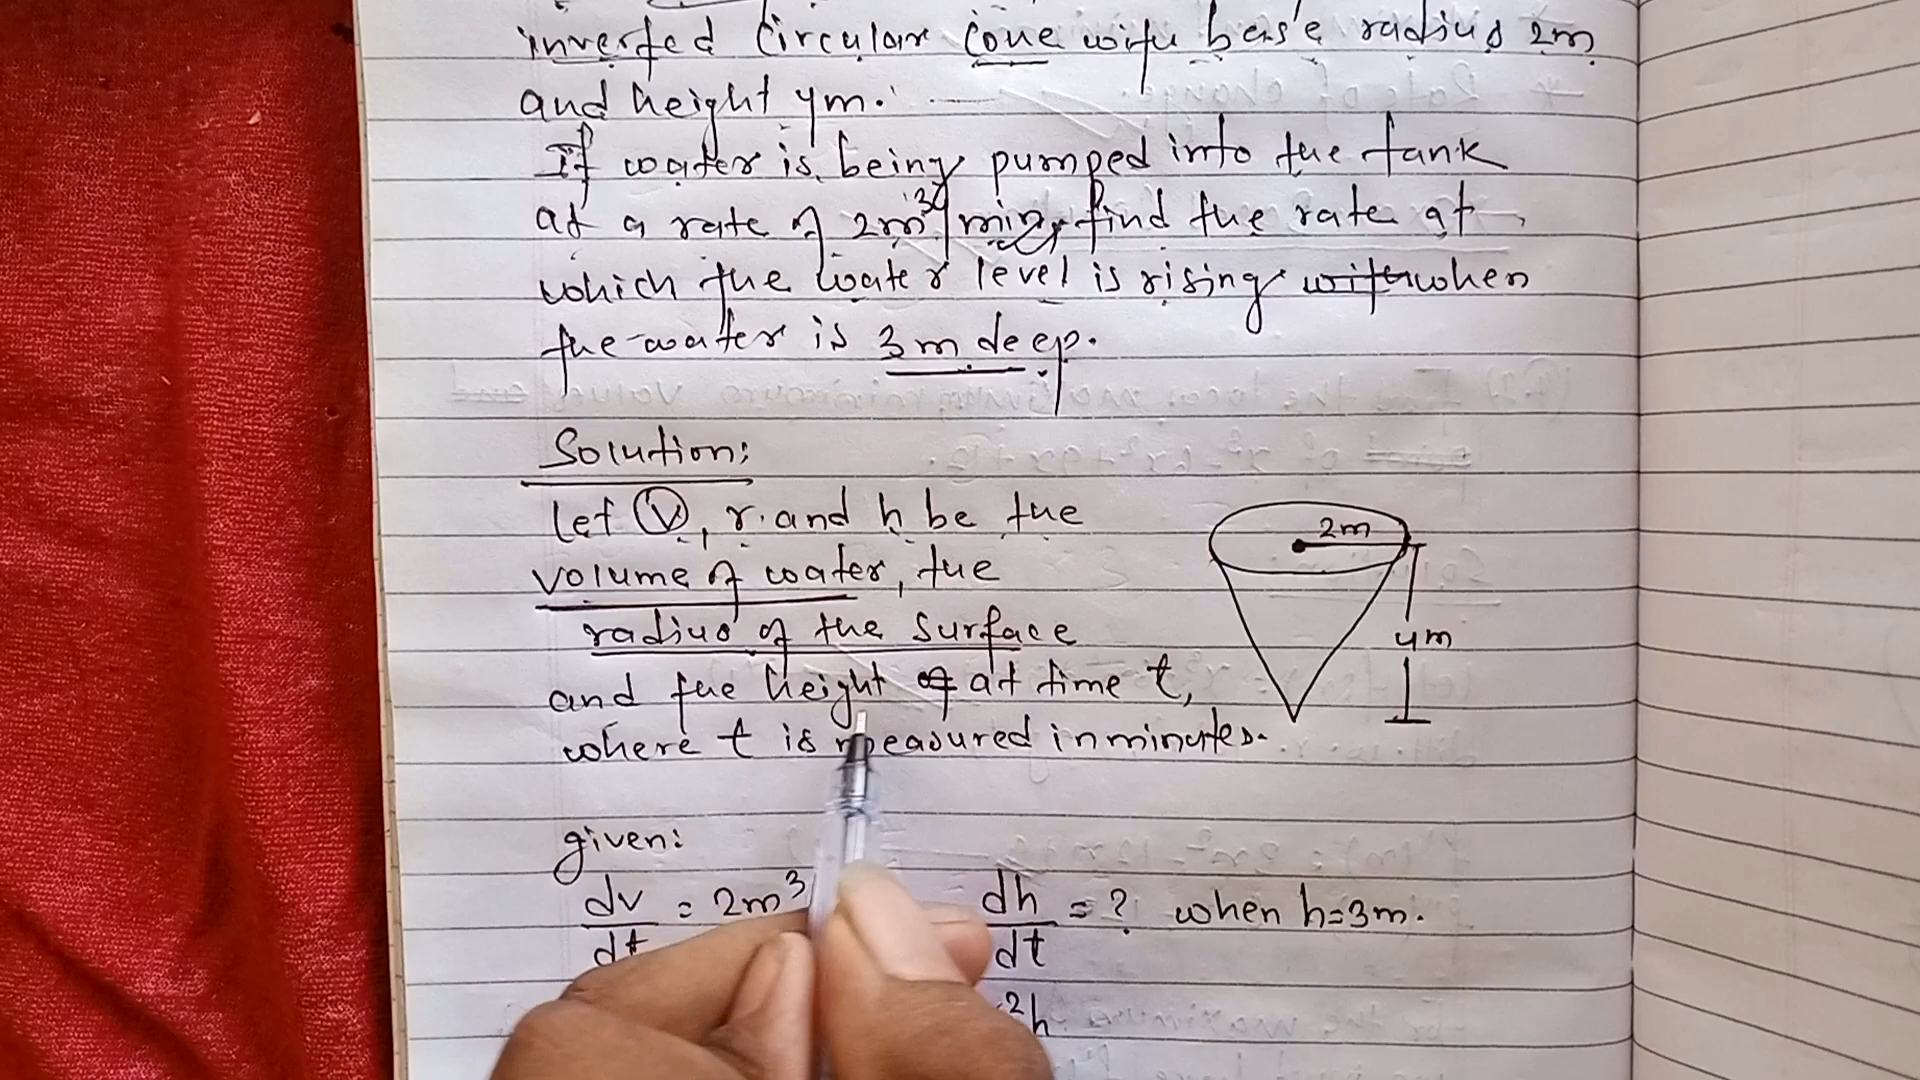 inverted circular cone with base radius 2m
and height 4m.
If water is being pumped into the tank
at a rate of 2m³/min, find the rate at
which the water level is rising when
the water is 3m deep.
Solution:
Let V, r and h be the
volume of water, the
radius of the surface
and the height at time t,
where t is measured in minutes.
2m
4m
given:
dv/dt = 2m³ dh/dt = ? when h=3m.
²h